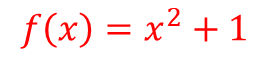 f(x) = x² + 1